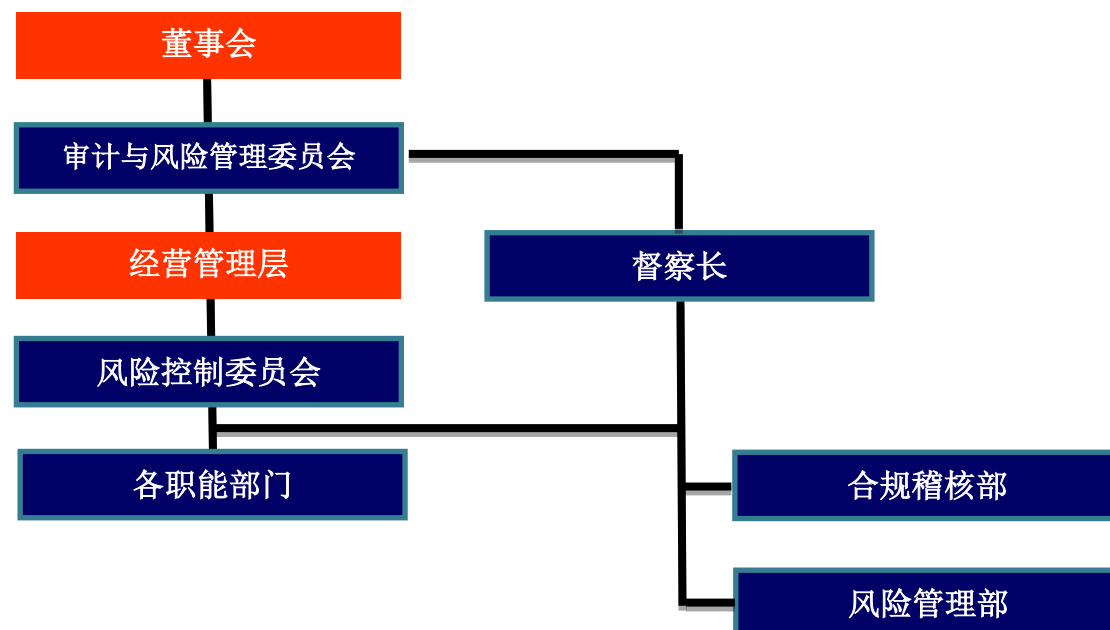 董事会
审计与风险管理委员会
经营管理层
督察长
风险控制委员会
各职能部门
合规稽核部
风险管理部